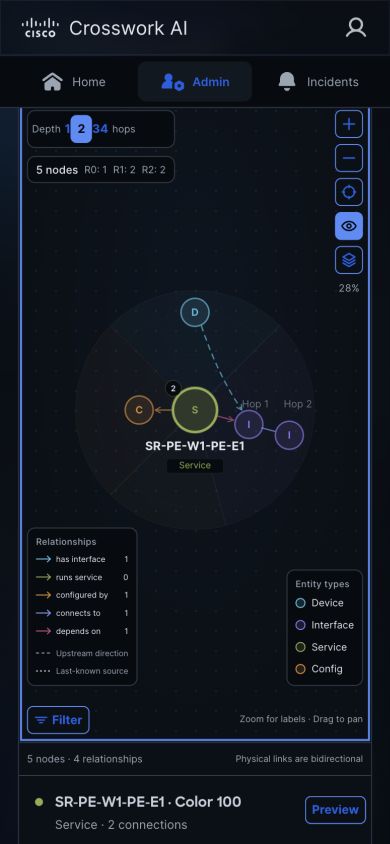 CISCO Crosswork AI
Home Admin Incidents
Depth 1 2 34 hops
5 nodes R0: 1 R1: 2 R2: 2
28%
D
2
C S I I
Hop 1 Hop 2
SR-PE-W1-PE-E1
Service
Relationships
has interface 1
runs service 0
configured by 1
connects to 1
depends on 1
Upstream direction
Last-known source
Entity types
Device
Interface
Service
Config
Filter
Zoom for labels · Drag to pan
5 nodes · 4 relationships
Physical links are bidirectional
SR-PE-W1-PE-E1 · Color 100
Service · 2 connections
Preview